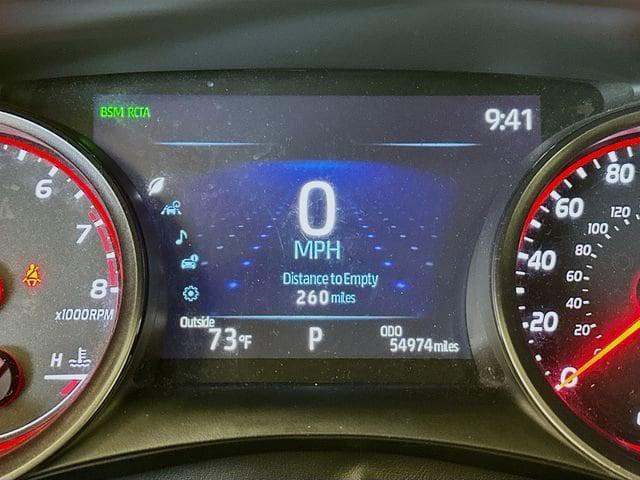 BSM RCTA
9:41
6
7
8
x1000RPM
H
0
MPH
Distance to Empty
260 miles
Outside
73°F
P
ODO
54974 miles
80
60
40
20
0
120
100
80
60
40
20